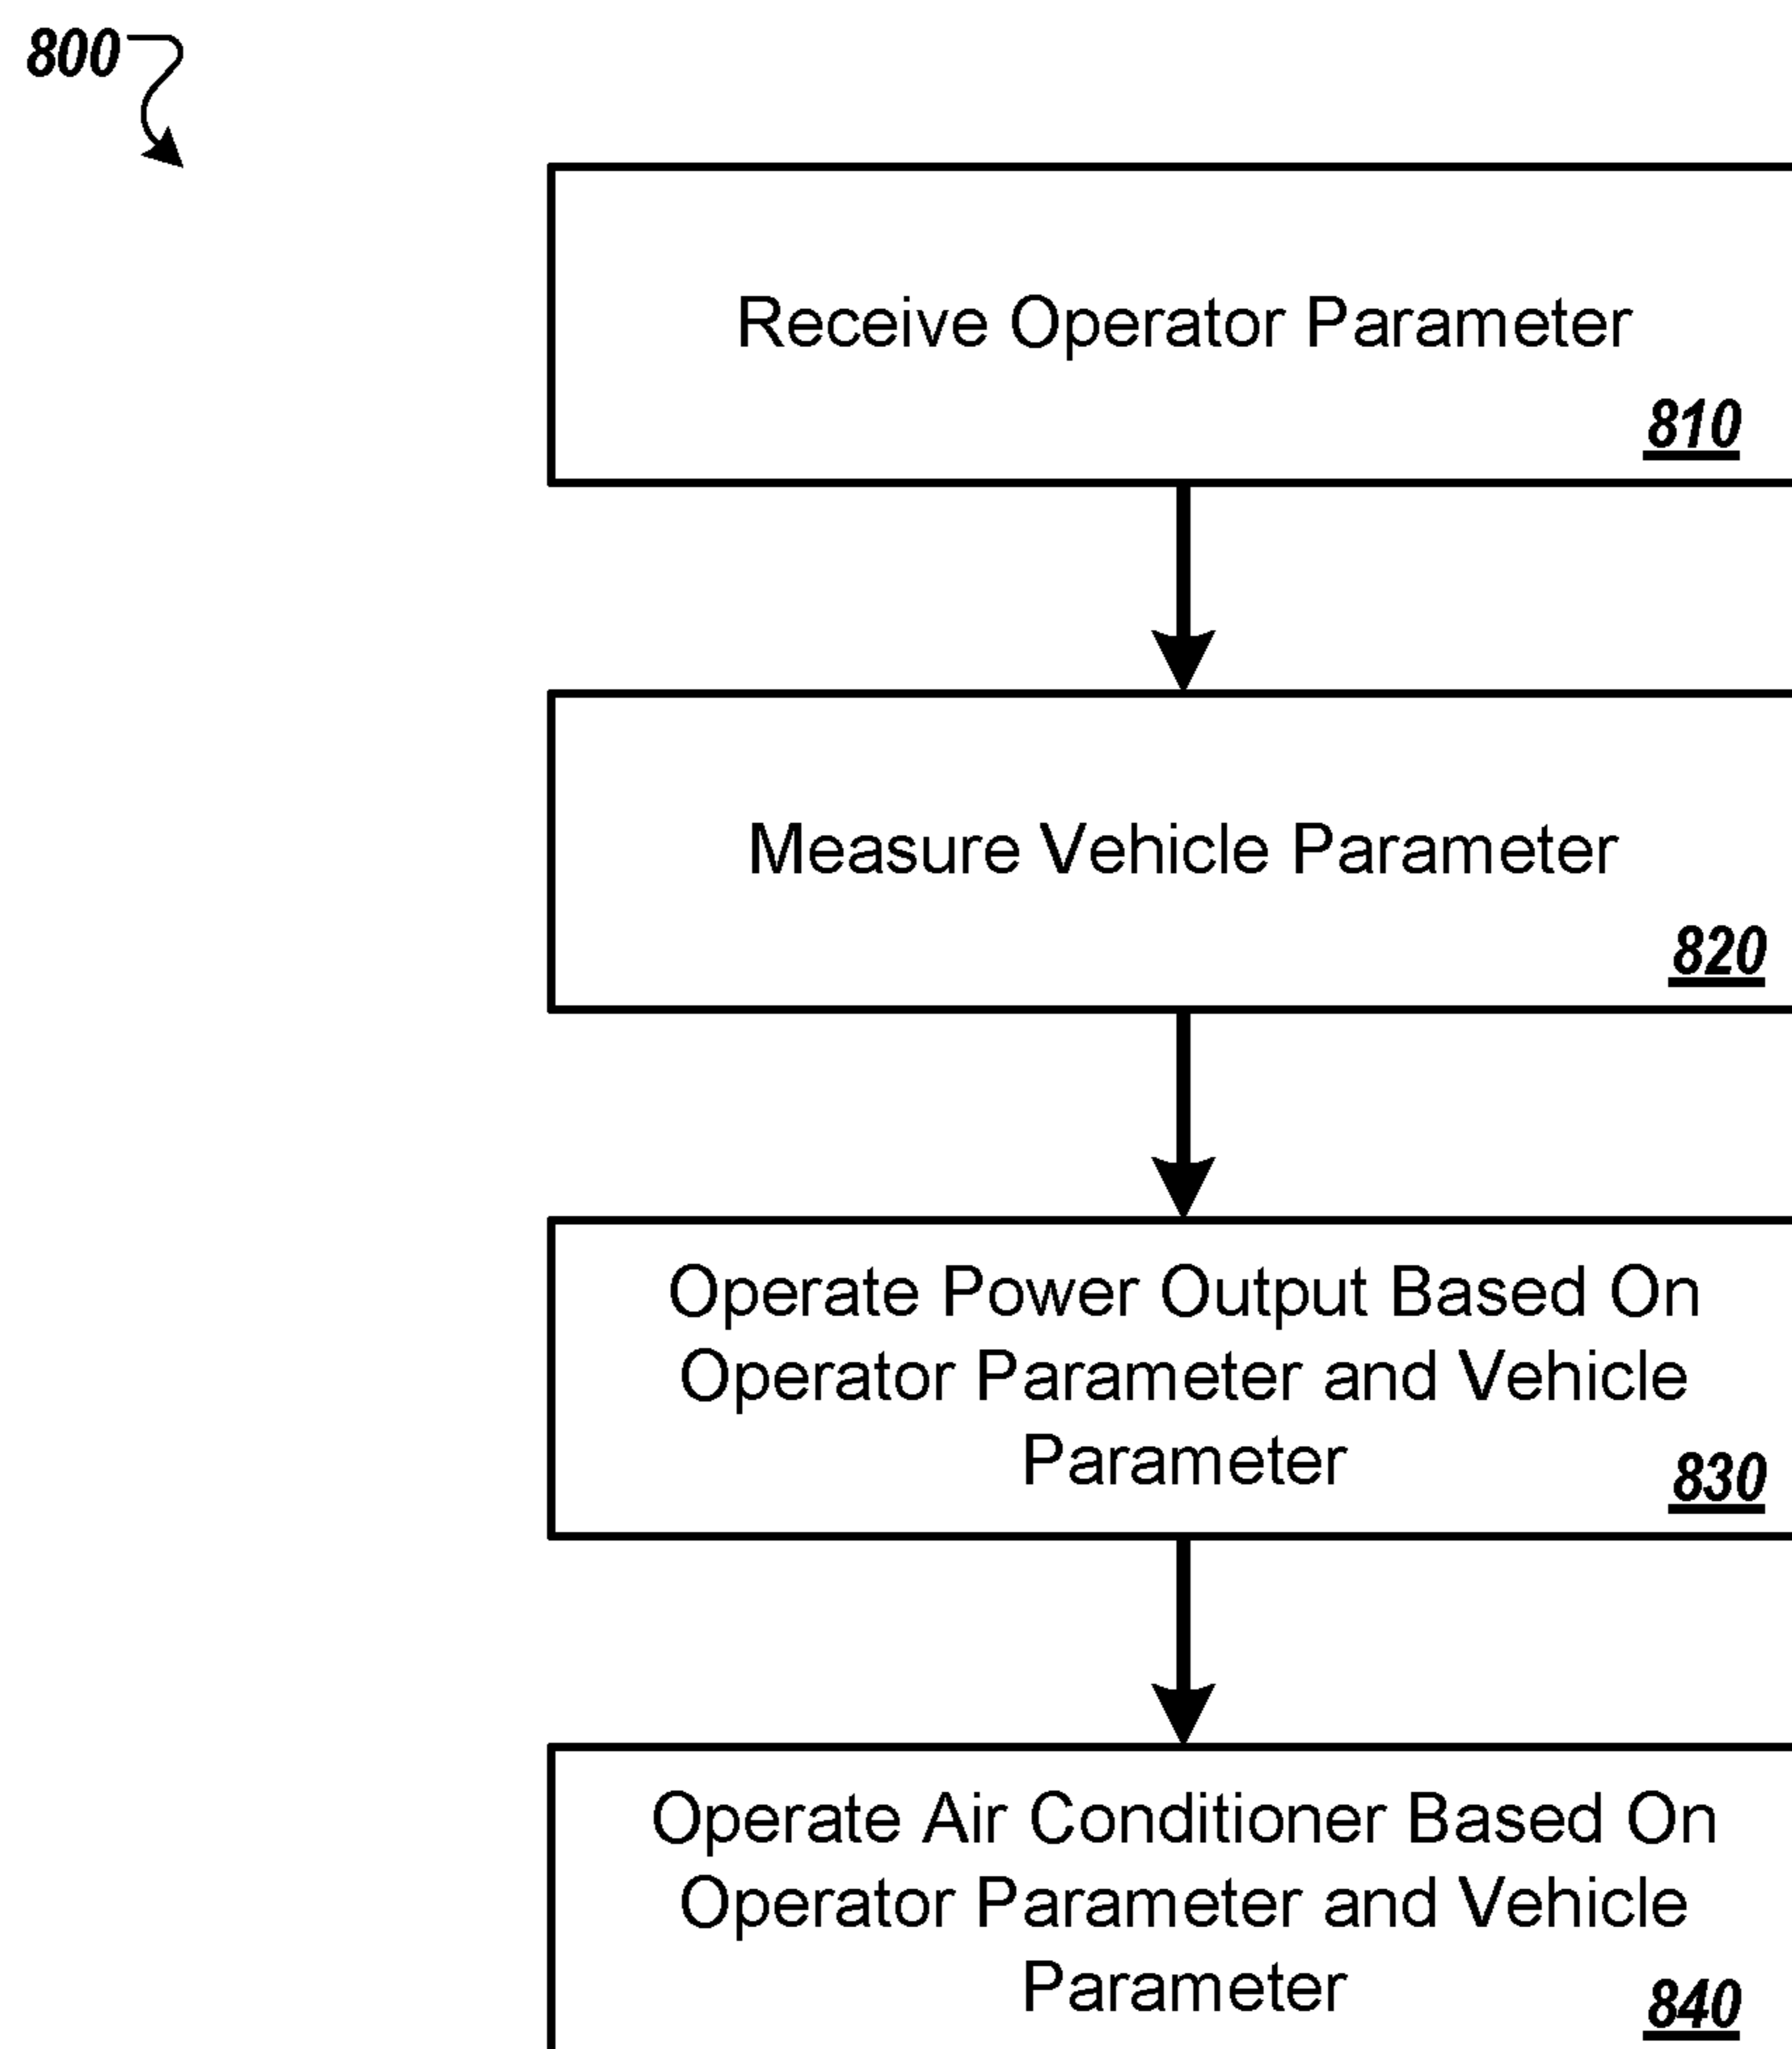 800
Receive Operator Parameter
810
Measure Vehicle Parameter
820
Operate Power Output Based On
Operator Parameter and Vehicle
Parameter
830
Operate Air Conditioner Based On
Operator Parameter and Vehicle
Parameter
840